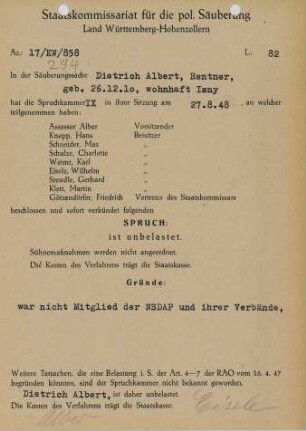 Staatskommissariat für die pol. Säuberung
Land Württemberg-Hohenzollern
Az.: 17/KW/858 L: 82
294
In der Säuberungssache Dietrich Albert, Rentner,
geb. 26.12.10, wohnhaft Isny
hat die Spruchkammer IX in ihrer Sitzung am 27.8.48, an welcher
teilgenommen haben:
Assessor Alber Vorsitzender
Knapp, Hans Beisitzer
Schneider, Max „
Schulze, Charlotte „
Weimr, Karl „
Eisele, Wilhelm „
Steudle, Gerhard „
Klett, Martin „
Göttendörfer, Friedrich Vertreter des Staatskommissars
beschlossen und sofort verkündet folgenden
SPRUCH:
ist unbelastet.
Sühnemaßnahmen werden nicht angeordnet.
Die Kosten des Verfahrens trägt die Staatskasse.
Gründe:
war nicht Mitglied der NSDAP und ihrer Verbände,
Weitere Tatsachen, die eine Belastung i. S. der Art. 4–7 der RAO vom 25. 4. 47
begründen könnten, sind der Spruchkammer nicht bekannt geworden.
Dietrich Albert, ist daher unbelastet.
Die Kosten des Verfahrens trägt die Staatskasse.
Alber Eisele